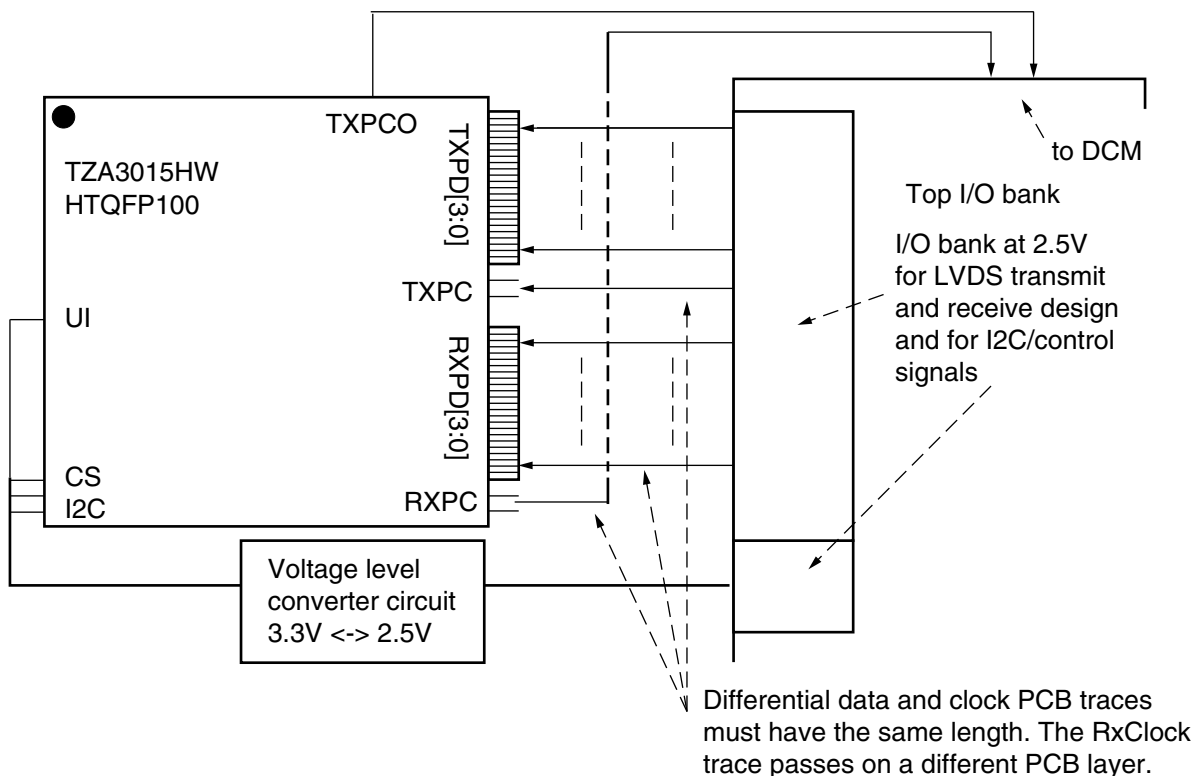 TXPCO
TXPD[3:0]
TZA3015HW
HTQFP100
to DCM
Top I/O bank
I/O bank at 2.5V
for LVDS transmit
and receive design
and for I2C/control
signals
TXPC
UI
RXPD[3:0]
CS
I2C
RXPC
Voltage level
converter circuit
3.3V <-> 2.5V
Differential data and clock PCB traces
must have the same length. The RxClock
trace passes on a different PCB layer.